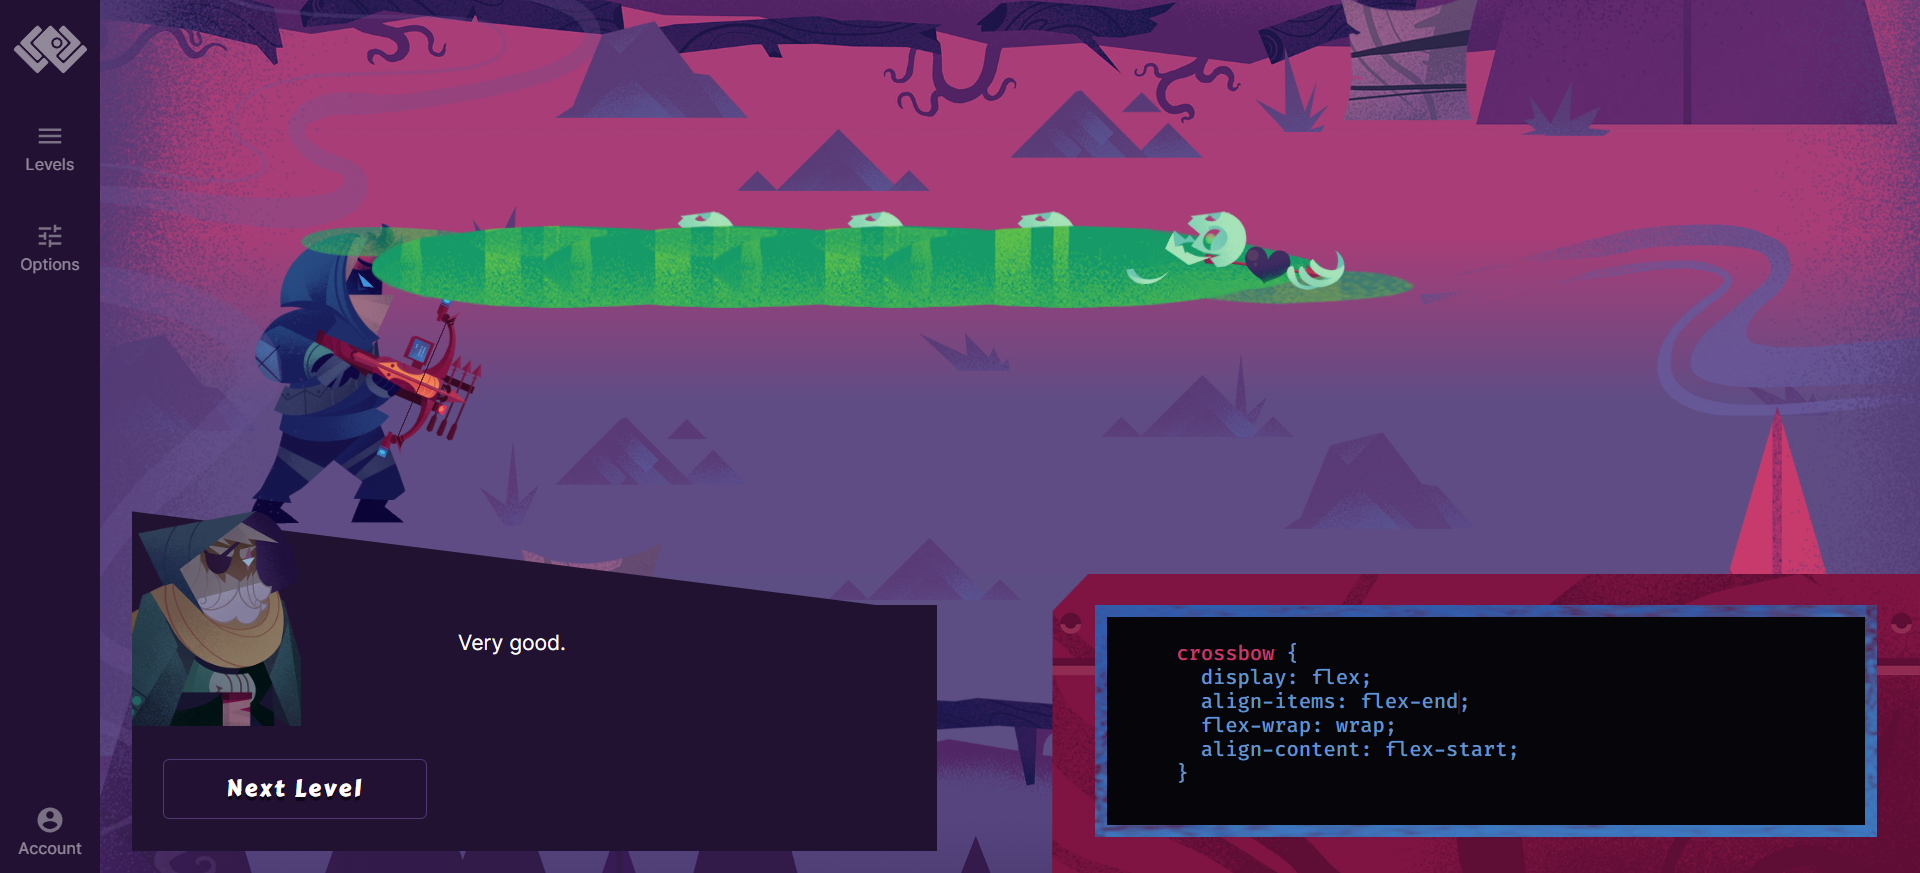 Levels
Options
Very good.
Next Level
crossbow {
display: flex;
align-items: flex-end;
flex-wrap: wrap;
align-content: flex-start;
}
Account